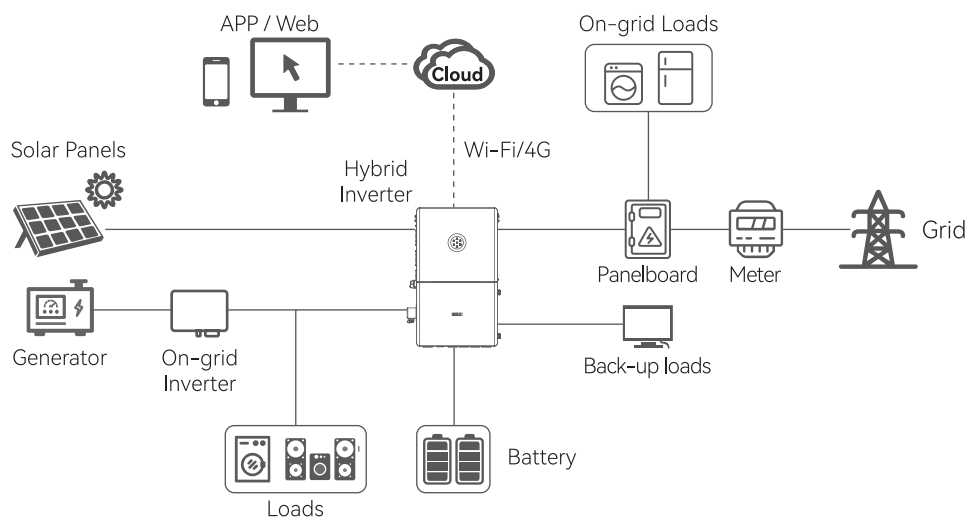 APP / Web
On-grid Loads
Cloud
Solar Panels
Hybrid
Inverter
Wi-Fi/4G
Grid
Panelboard
Meter
Generator
On-grid
Inverter
Back-up loads
Battery
Loads